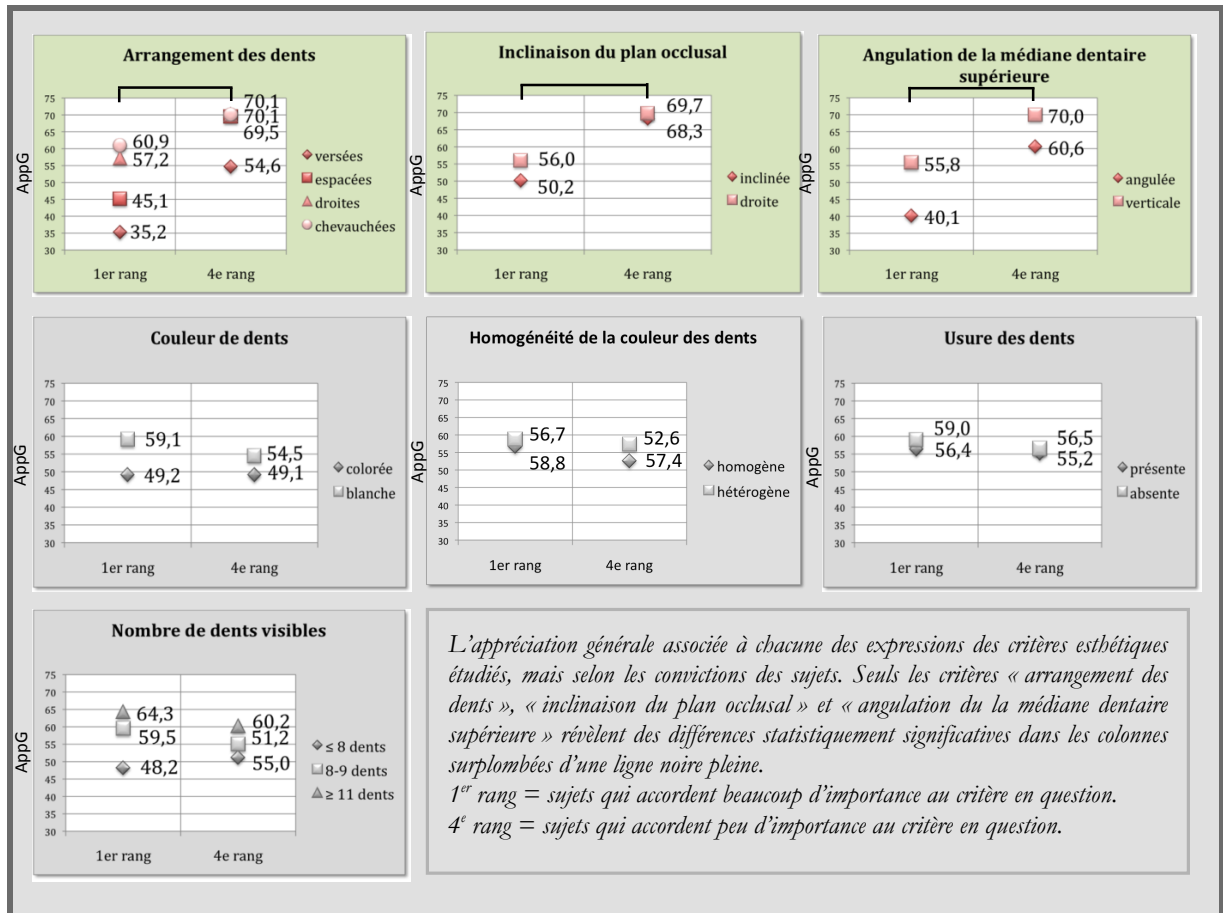 Arrangement des dents
AppG
75
70
65
60
55
50
45
40
35
30
60,9
57,2
45,1
35,2
70,1
70,1
69,5
54,6
1er rang
4e rang
versées
espacées
droites
chevauchées
Inclinaison du plan occlusal
AppG
75
70
65
60
55
50
45
40
35
30
56,0
50,2
69,7
68,3
1er rang
4e rang
inclinée
droite
Angulation de la médiane dentaire
supérieure
AppG
75
70
65
60
55
50
45
40
35
30
55,8
40,1
70,0
60,6
1er rang
4e rang
angulée
verticale
Couleur de dents
AppG
75
70
65
60
55
50
45
40
35
30
59,1
49,2
54,5
49,1
1er rang
4e rang
colorée
blanche
Homogénéité de la couleur des dents
AppG
75
70
65
60
55
50
45
40
35
30
56,7
58,8
52,6
57,4
1er rang
4e rang
homogène
hétérogène
Usure des dents
AppG
75
70
65
60
55
50
45
40
35
30
59,0
56,4
56,5
55,2
1er rang
4e rang
présente
absente
Nombre de dents visibles
AppG
75
70
65
60
55
50
45
40
35
30
64,3
59,5
48,2
60,2
51,2
55,0
1er rang
4e rang
≤ 8 dents
8-9 dents
≥ 11 dents
L'appréciation générale associée à chacune des expressions des critères esthétiques
étudiés, mais selon les convictions des sujets. Seuls les critères « arrangement des
dents », « inclinaison du plan occlusal » et « angulation du la médiane dentaire
supérieure » révèlent des différences statistiquement significatives dans les colonnes
surplombées d'une ligne noire pleine.
1er rang = sujets qui accordent beaucoup d'importance au critère en question.
4e rang = sujets qui accordent peu d'importance au critère en question.